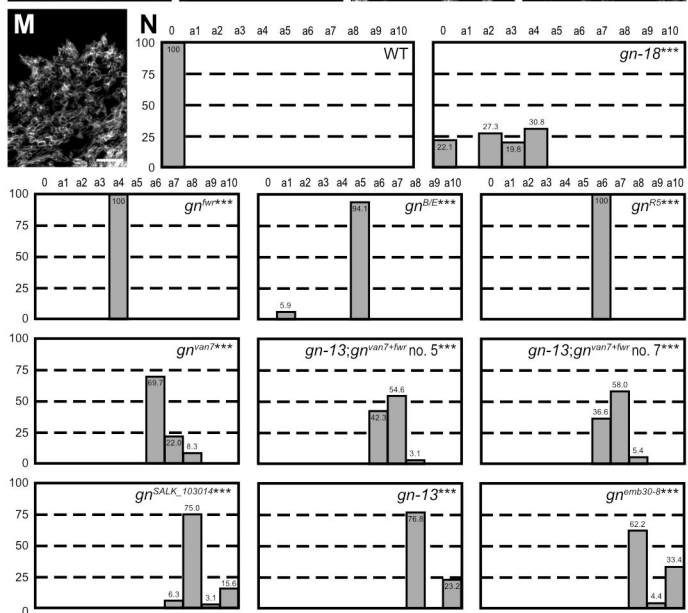 M N 0 a1 a2 a3 a4 a5 a6 a7 a8 a9 a10 0 a1 a2 a3 a4 a5 a6 a7 a8 a9 a10
100 100 WT gn-18***
75
50
25 22.1 27.3 19.8 30.8
0
0 a1 a2 a3 a4 a5 a6 a7 a8 a9 a10 0 a1 a2 a3 a4 a5 a6 a7 a8 a9 a10 0 a1 a2 a3 a4 a5 a6 a7 a8 a9 a10
100 100 gnfwr*** 94.1 gnB/E*** 100 gnR5***
75
50
25
0 5.9
100 gnvan7*** gn-13;gnvan7+fwr no. 5*** gn-13;gnvan7+fwr no. 7***
75 69.7
50 54.6 58.0
25 22.0 8.3 42.3 3.1 36.6 5.4
0
100 gnSALK_103014*** gn-13*** gnemb30-8***
75 75.0 76.8 62.2
50
25 6.3 3.1 15.6 23.2 4.4 33.4
0